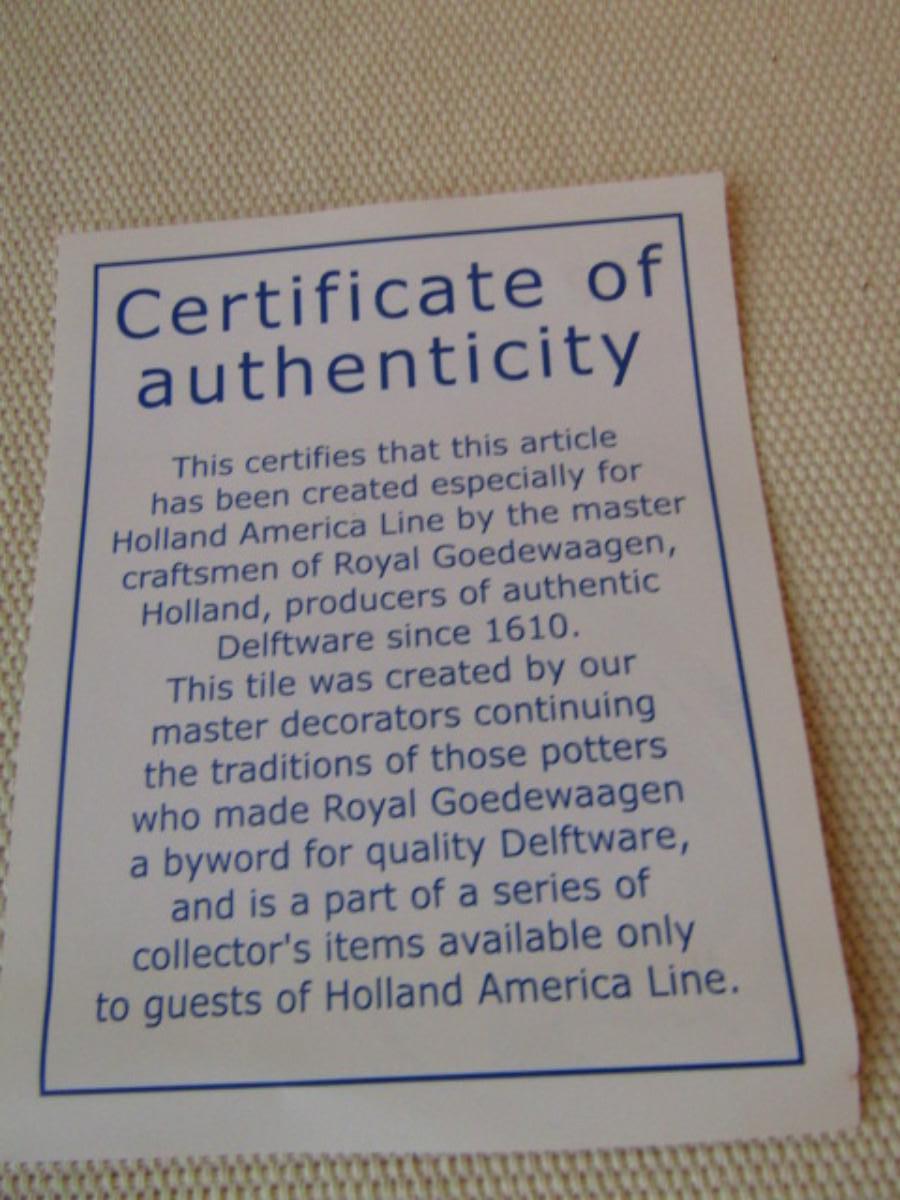 Certificate of
authenticity
This certifies that this article
has been created especially for
Holland America Line by the master
craftsmen of Royal Goedewaagen,
Holland, producers of authentic
Delftware since 1610.
This tile was created by our
master decorators continuing
the traditions of those potters
who made Royal Goedewaagen
a byword for quality Delftware,
and is a part of a series of
collector's items available only
to guests of Holland America Line.